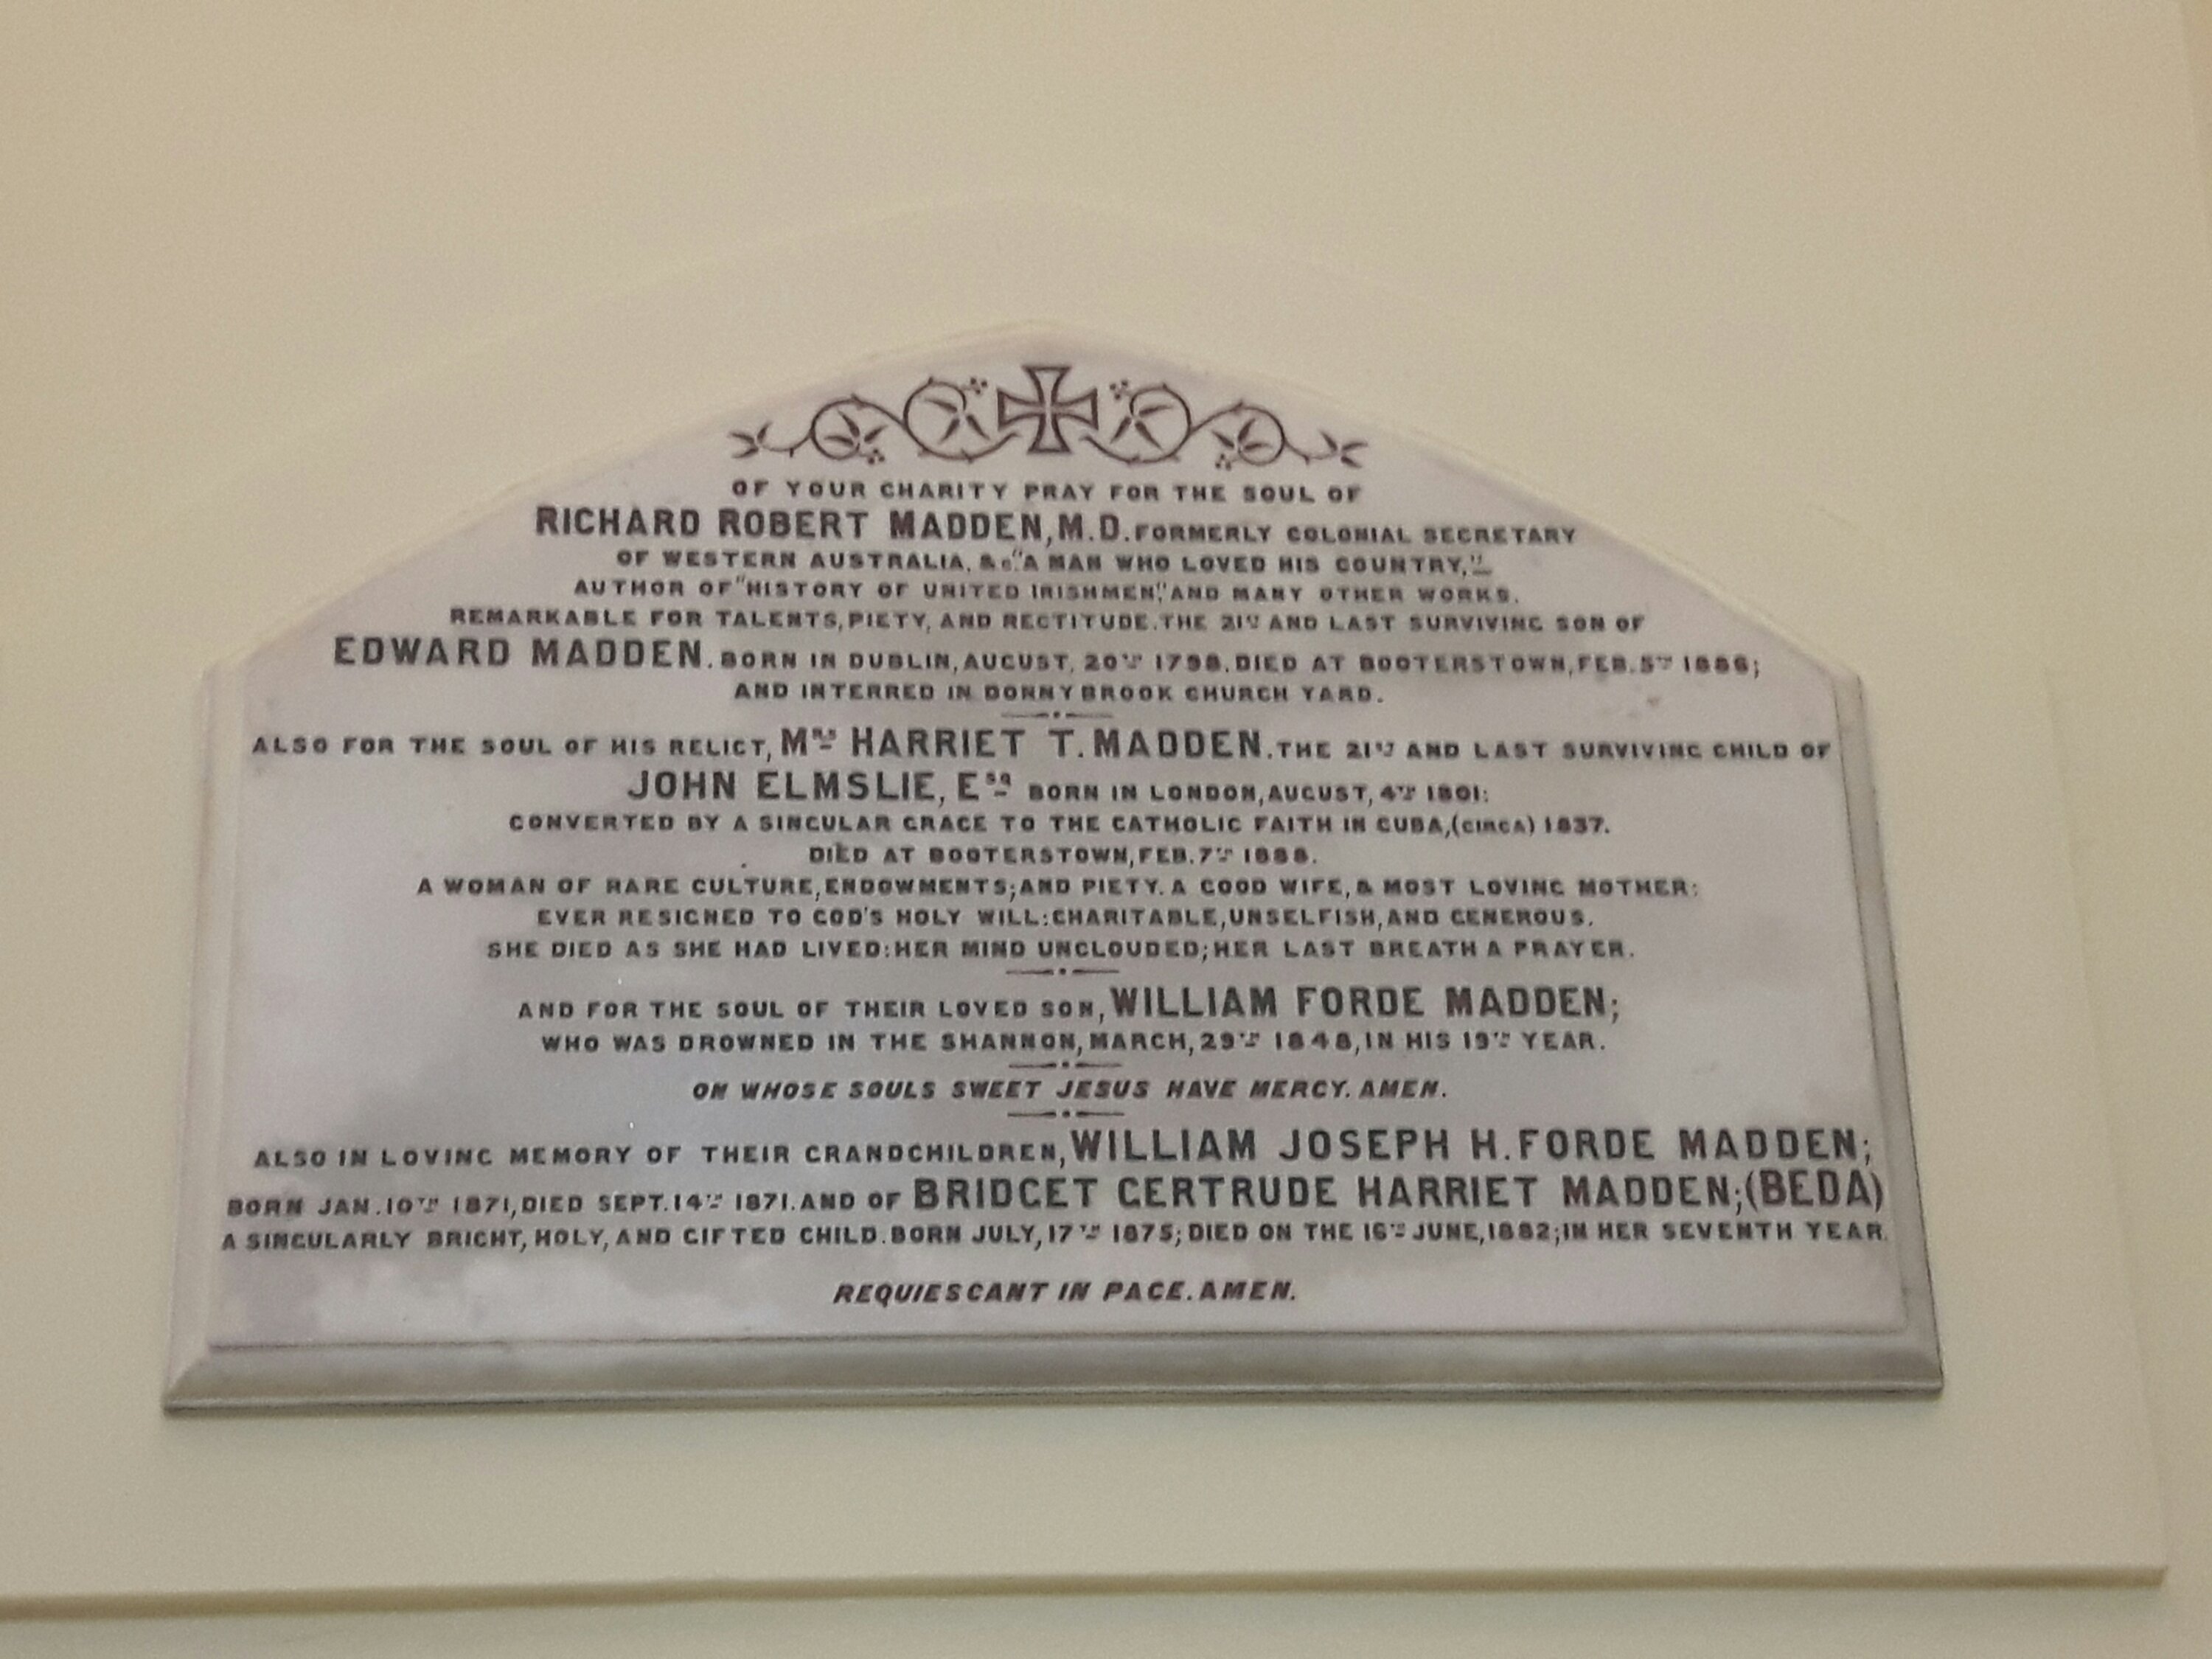 OF YOUR CHARITY PRAY FOR THE SOUL OF
RICHARD ROBERT MADDEN, M.D. FORMERLY COLONIAL SECRETARY
OF WESTERN AUSTRALIA, &c. "A MAN WHO LOVED HIS COUNTRY,"
AUTHOR OF "HISTORY OF UNITED IRISHMEN," AND MANY OTHER WORKS.
REMARKABLE FOR TALENTS, PIETY, AND RECTITUDE. THE 21ST AND LAST SURVIVING SON OF
EDWARD MADDEN. BORN IN DUBLIN, AUGUST, 20TH 1798. DIED AT BOOTERSTOWN, FEB. 5TH 1886;
AND INTERRED IN DONNYBROOK CHURCH YARD.
ALSO FOR THE SOUL OF HIS RELICT, MRS HARRIET T. MADDEN. THE 21ST AND LAST SURVIVING CHILD OF
JOHN ELMSLIE, ESQ BORN IN LONDON, AUGUST, 4TH 1801:
CONVERTED BY A SINGULAR GRACE TO THE CATHOLIC FAITH IN CUBA, (CIRCA) 1837.
DIED AT BOOTERSTOWN, FEB. 7TH 1888.
A WOMAN OF RARE CULTURE, ENDOWMENTS; AND PIETY. A GOOD WIFE, & MOST LOVING MOTHER:
EVER RESIGNED TO GOD'S HOLY WILL: CHARITABLE, UNSELFISH, AND GENEROUS.
SHE DIED AS SHE HAD LIVED: HER MIND UNCLOUDED; HER LAST BREATH A PRAYER.
AND FOR THE SOUL OF THEIR LOVED SON, WILLIAM FORDE MADDEN;
WHO WAS DROWNED IN THE SHANNON, MARCH, 29TH 1848, IN HIS 19TH YEAR.
ON WHOSE SOULS SWEET JESUS HAVE MERCY. AMEN.
ALSO IN LOVING MEMORY OF THEIR GRANDCHILDREN, WILLIAM JOSEPH H. FORDE MADDEN;
BORN JAN. 10TH 1871, DIED SEPT. 14TH 1871. AND OF BRIDGET GERTRUDE HARRIET MADDEN; (BEDA)
A SINGULARLY BRIGHT, HOLY, AND GIFTED CHILD. BORN JULY, 17TH 1875; DIED ON THE 16TH JUNE, 1882; IN HER SEVENTH YEAR.
REQUIESCANT IN PACE. AMEN.